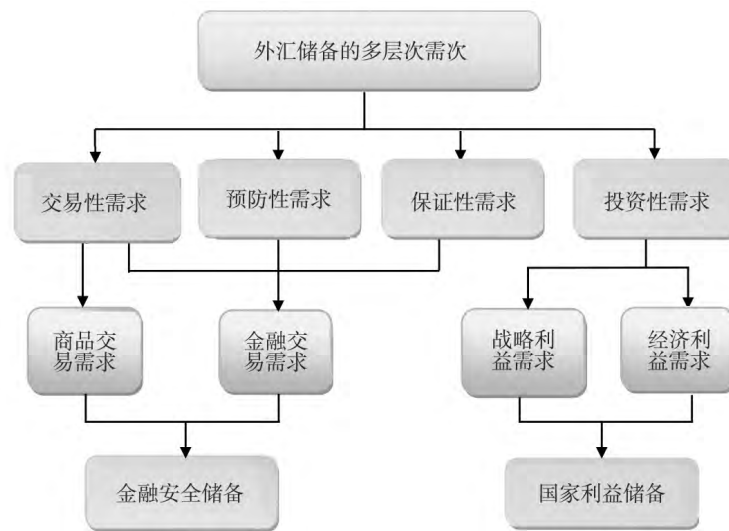 外汇储备的多层次需次
交易性需求
预防性需求
保证性需求
投资性需求
商品交
易需求
金融交
易需求
战略利
益需求
经济利
益需求
金融安全储备
国家利益储备